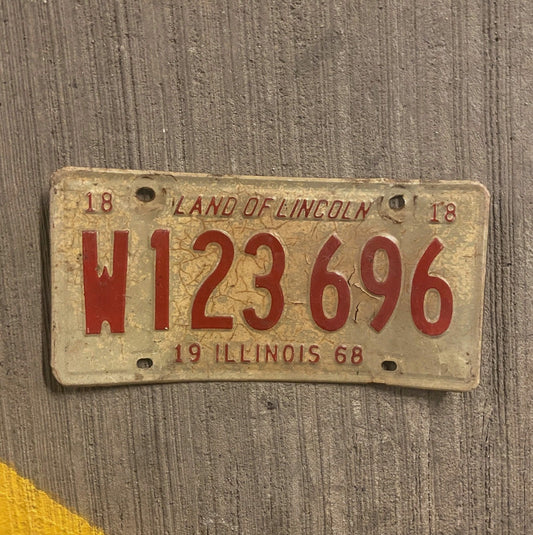 18 LAND OF LINCOLN 18
W123 696
19 ILLINOIS 68